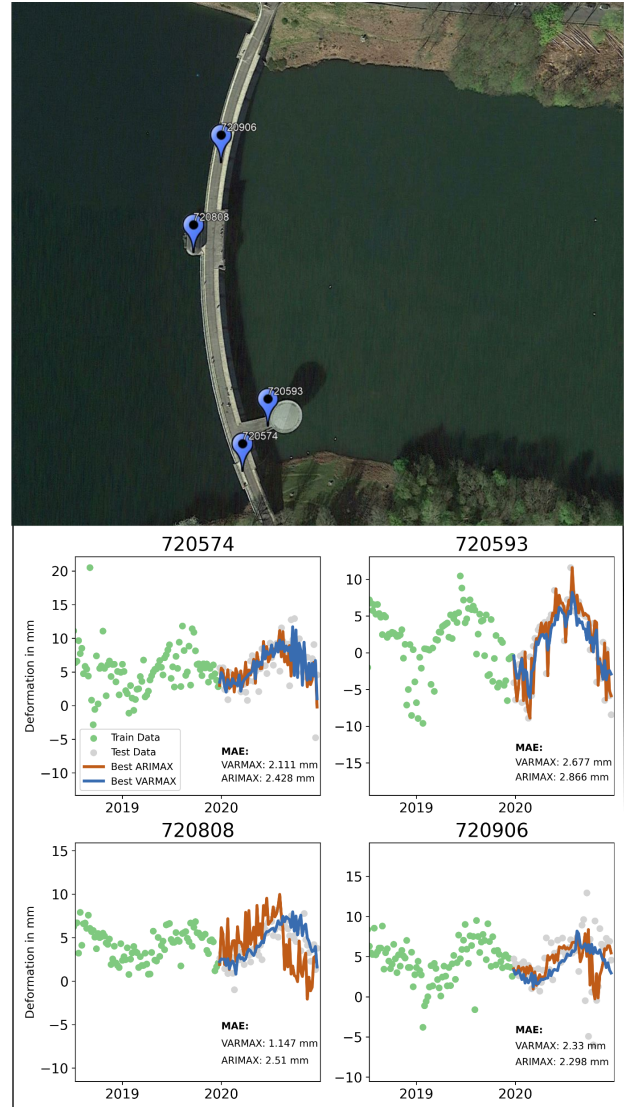 720906
720808
720593
720574
720574
720593
Deformation in mm
20
15
10
5
0
−5
−10
Train Data
Test Data
Best ARIMAX
Best VARMAX
MAE:
VARMAX: 2.111 mm
ARIMAX: 2.428 mm
2019
2020
10
5
0
−5
−10
−15
MAE:
VARMAX: 2.677 mm
ARIMAX: 2.866 mm
2019
2020
720808
720906
Deformation in mm
15
10
5
0
−5
−10
MAE:
VARMAX: 1.147 mm
ARIMAX: 2.51 mm
2019
2020
15
10
5
0
−5
−10
MAE:
VARMAX: 2.33 mm
ARIMAX: 2.298 mm
2019
2020